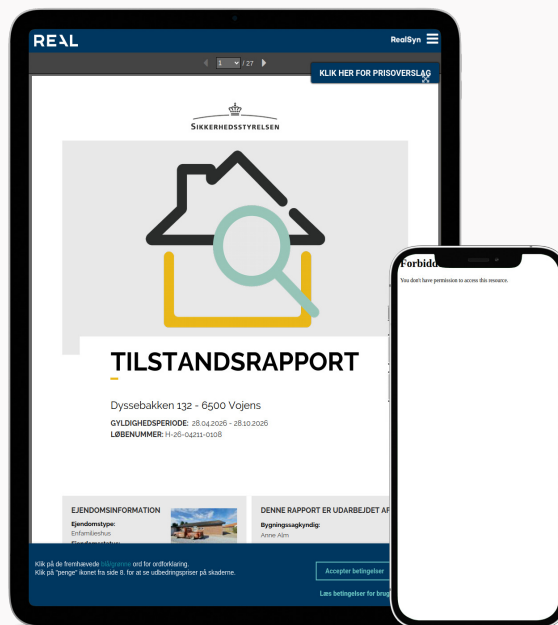 REAL
RealSyn
1 / 27
KLIK HER FOR PRISOVERSLAG
SIKKERHEDSSTYRELSEN
TILSTANDSRAPPORT
Dyssebakken 132 - 6500 Vojens
GYLDIGHEDSPERIODE: 28.04.2026 - 28.10.2026
LØBENUMMER: H-26-04211-0108
EJENDOMSINFORMATION
Ejendomstype:
Enfamilieshus
DENNE RAPPORT ER UDARBEJDET AF
Bygningssagkyndig:
Anne Alm
Klik på de fremhævede blå/grønne ord for ordforklaring.
Klik på "penge" ikonet fra side 8. for at se udbedringspriser på skaderne.
Accepter betingelser
Læs betingelser for brug
Forbidd
You don't have permission to access this resource.